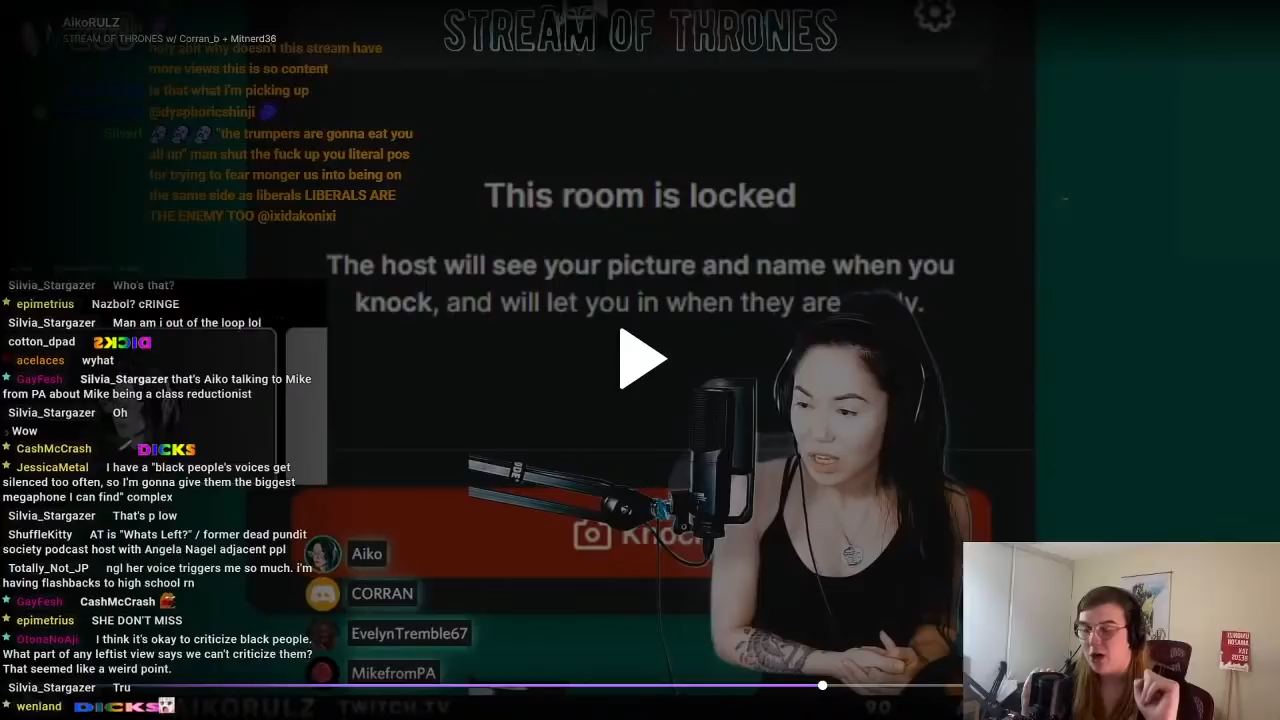 AikoRULZ
STREAM OF THRONES w/ Corran_b + Mitnerd36
STREAM OF THRONES
holy shit why doesn't this stream have
more views this is so content
Is that what i'm picking up
@dysphoricshinji
"the trumpers are gonna eat you
all up" man shut the fuck up you literal pos
for trying to fear monger us into being on
the same side as liberals LIBERALS ARE
THE ENEMY TOO @ixidakonixi
This room is locked
The host will see your picture and name when you
knock, and will let you in when they are
Silvia_Stargazer Who's that?
epimetrius Nazbol? cRINGE
Silvia_Stargazer Man am i out of the loop lol
cotton_dpad DICKS
acelaces wyhat
GayFesh Silvia_Stargazer that's Aiko talking to Mike
from PA about Mike being a class reductionist
Silvia_Stargazer Oh
Wow
CashMcCrash DICKS
JessicaMetal I have a "black people's voices get
silenced too often, so I'm gonna give them the biggest
megaphone I can find" complex
Silvia_Stargazer That's p low
ShuffleKitty AT is "Whats Left?" / former dead pundit
society podcast host with Angela Nagel adjacent ppl
Totally_Not_JP ngl her voice triggers me so much. i'm
having flashbacks to high school rn
GayFesh CashMcCrash
epimetrius SHE DON'T MISS
OtonaNoAji I think it's okay to criticize black people.
What part of any leftist view says we can't criticize them?
That seemed like a weird point.
Silvia_Stargazer Tru
wenland DICKS
Knock
Aiko
CORRAN
EvelynTremble67
MikefromPA
AIKORULZ TWITCH.TV
90